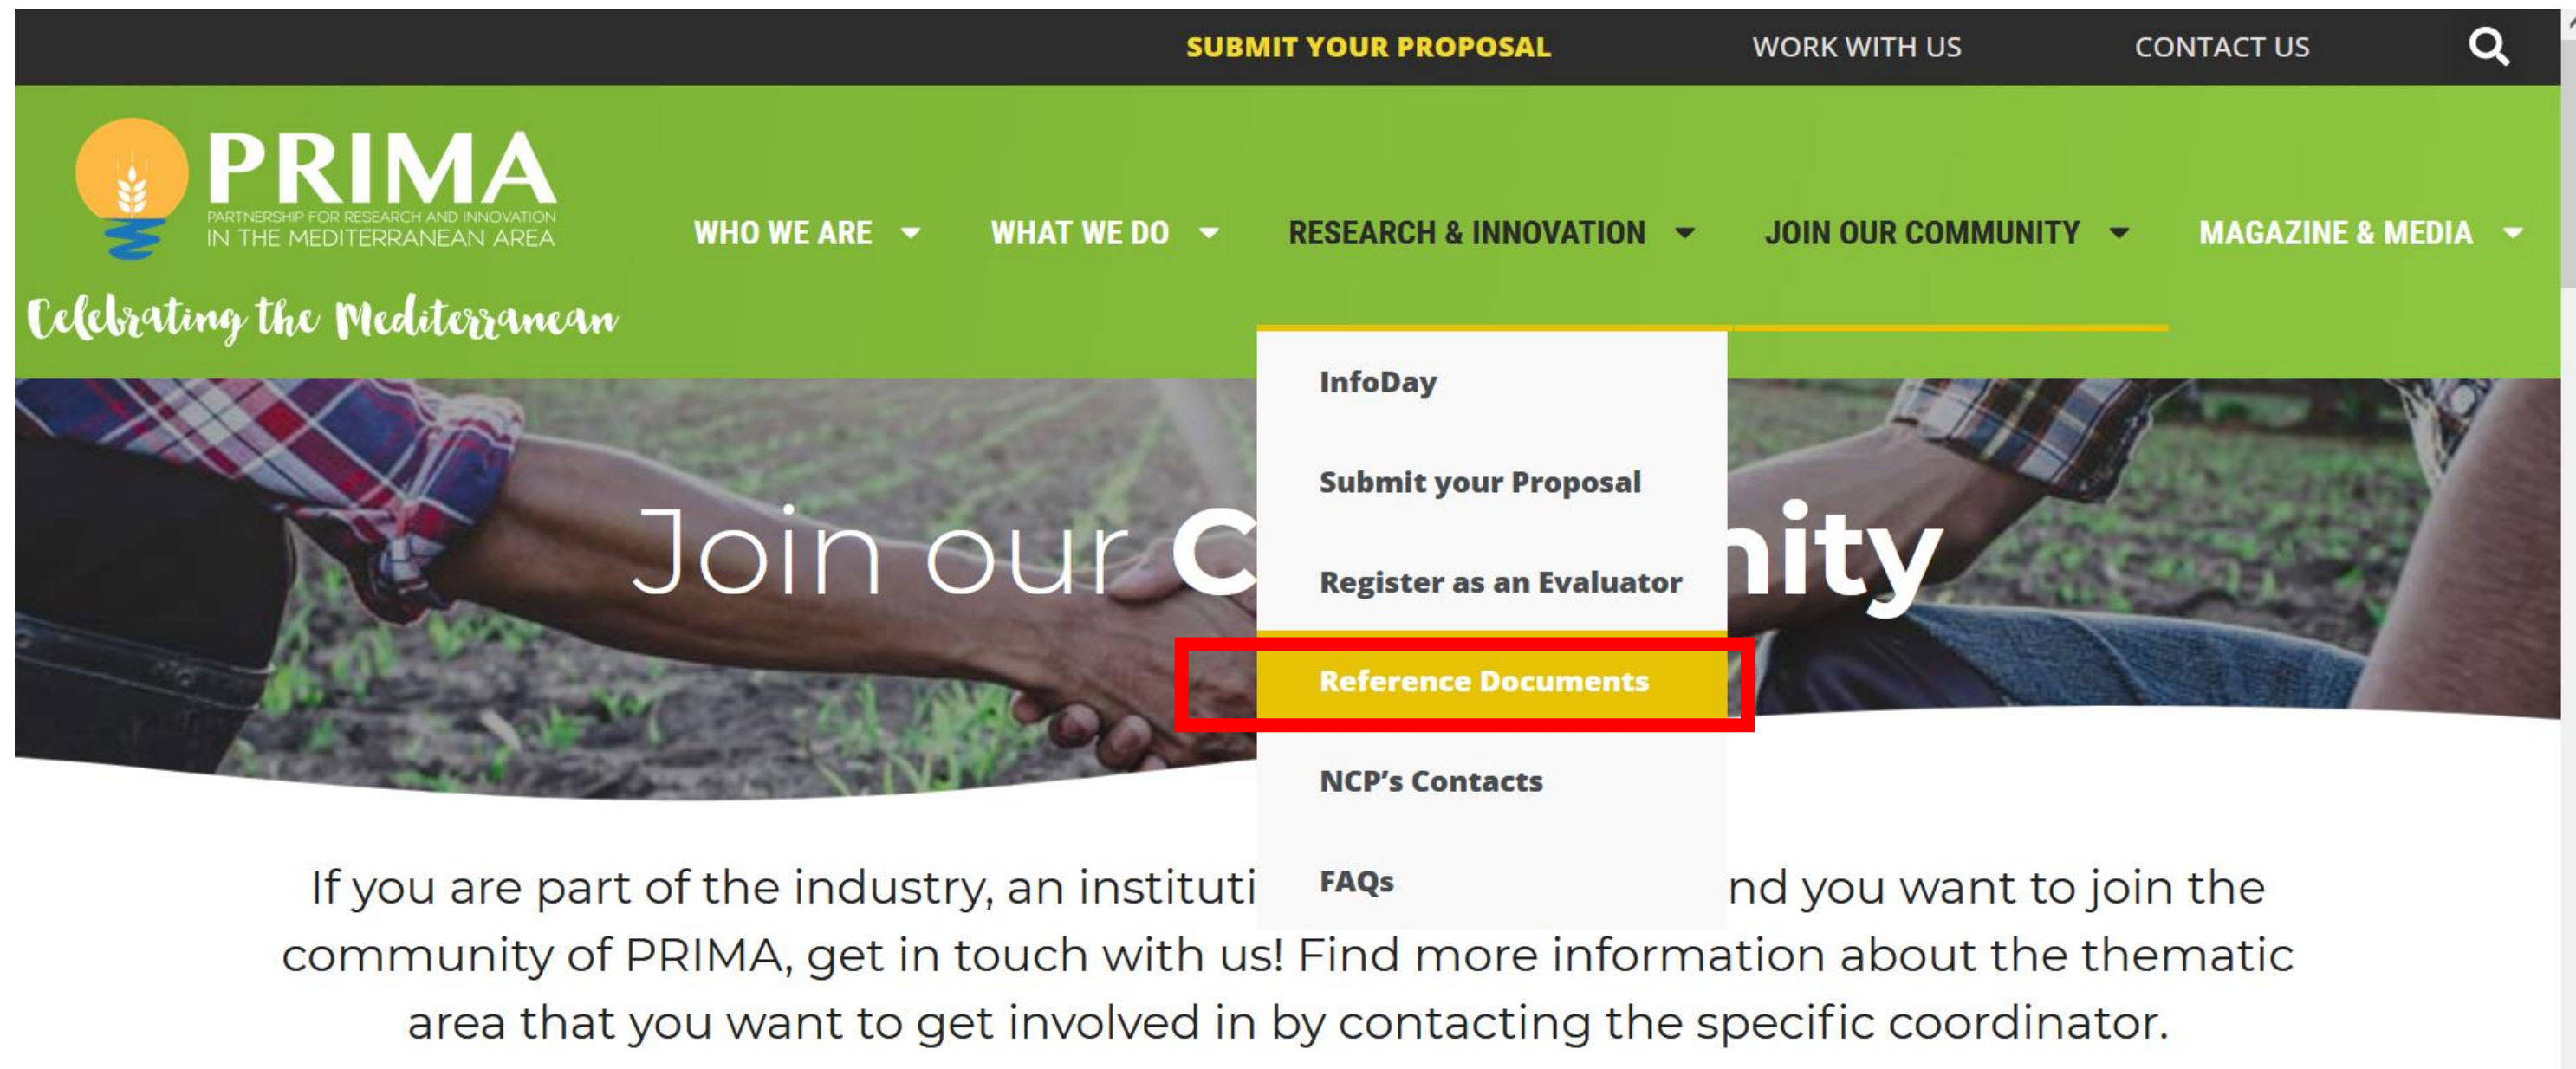 SUBMIT YOUR PROPOSAL WORK WITH US CONTACT US
PRIMA
PARTNERSHIP FOR RESEARCH AND INNOVATION
IN THE MEDITERRANEAN AREA
Celebrating the Mediterranean
WHO WE ARE WHAT WE DO RESEARCH & INNOVATION JOIN OUR COMMUNITY MAGAZINE & MEDIA
InfoDay
Submit your Proposal
Register as an Evaluator
Reference Documents
NCP’s Contacts
FAQs
Join our C nity
If you are part of the industry, an instituti nd you want to join the
community of PRIMA, get in touch with us! Find more information about the thematic
area that you want to get involved in by contacting the specific coordinator.